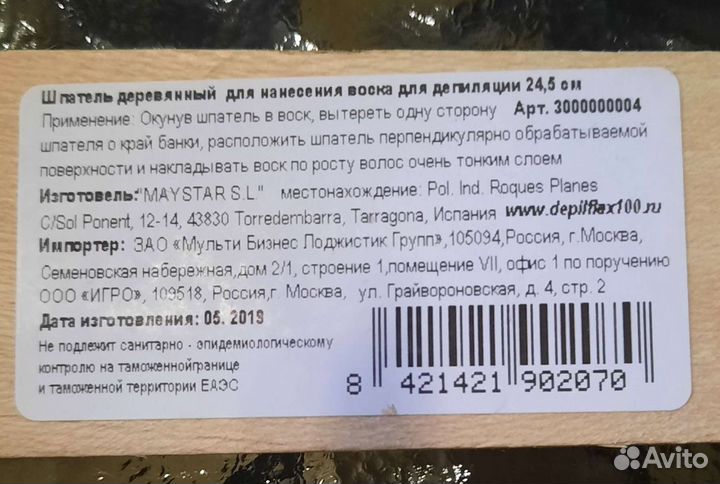 Шпатель деревянный для нанесения воска для депиляции 24,5 см
Применение: Окунув шпатель в воск, вытереть одну сторону Арт. 3000000004
шпателя о край банки, расположить шпатель перпендикулярно обрабатываемой
поверхности и накладывать воск по росту волос очень тонким слоем
Изготовель:"MAYSTAR S.L." местонахождение: Pol. Ind. Roques Planes
C/Sol Ponent, 12-14, 43830 Torredembarra, Tarragona, Испания www.depilflax100.ru
Импортер: ЗАО «Мульти Бизнес Лоджистик Групп»,105094,Россия, г.Москва,
Семеновская набережная,дом 2/1, строение 1,помещение VII, офис 1 по поручению
ООО «ИГРО», 109518, Россия,г. Москва, ул. Грайвороновская, д. 4, стр. 2
Дата изготовления: 05. 2019
Не подлежит санитарно - эпидемиологическому
контролю на таможеннойгранице
и таможенной территории ЕАЭС
8 421421 902070
Avito